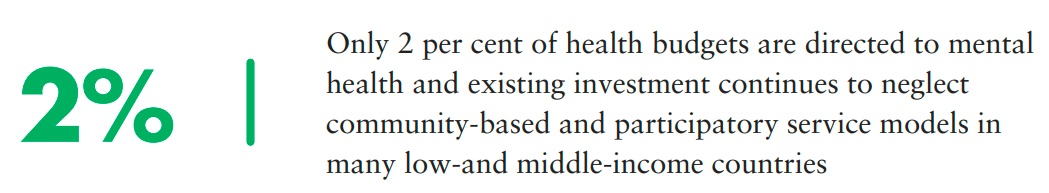 2%
Only 2 per cent of health budgets are directed to mental
health and existing investment continues to neglect
community-based and participatory service models in
many low-and middle-income countries